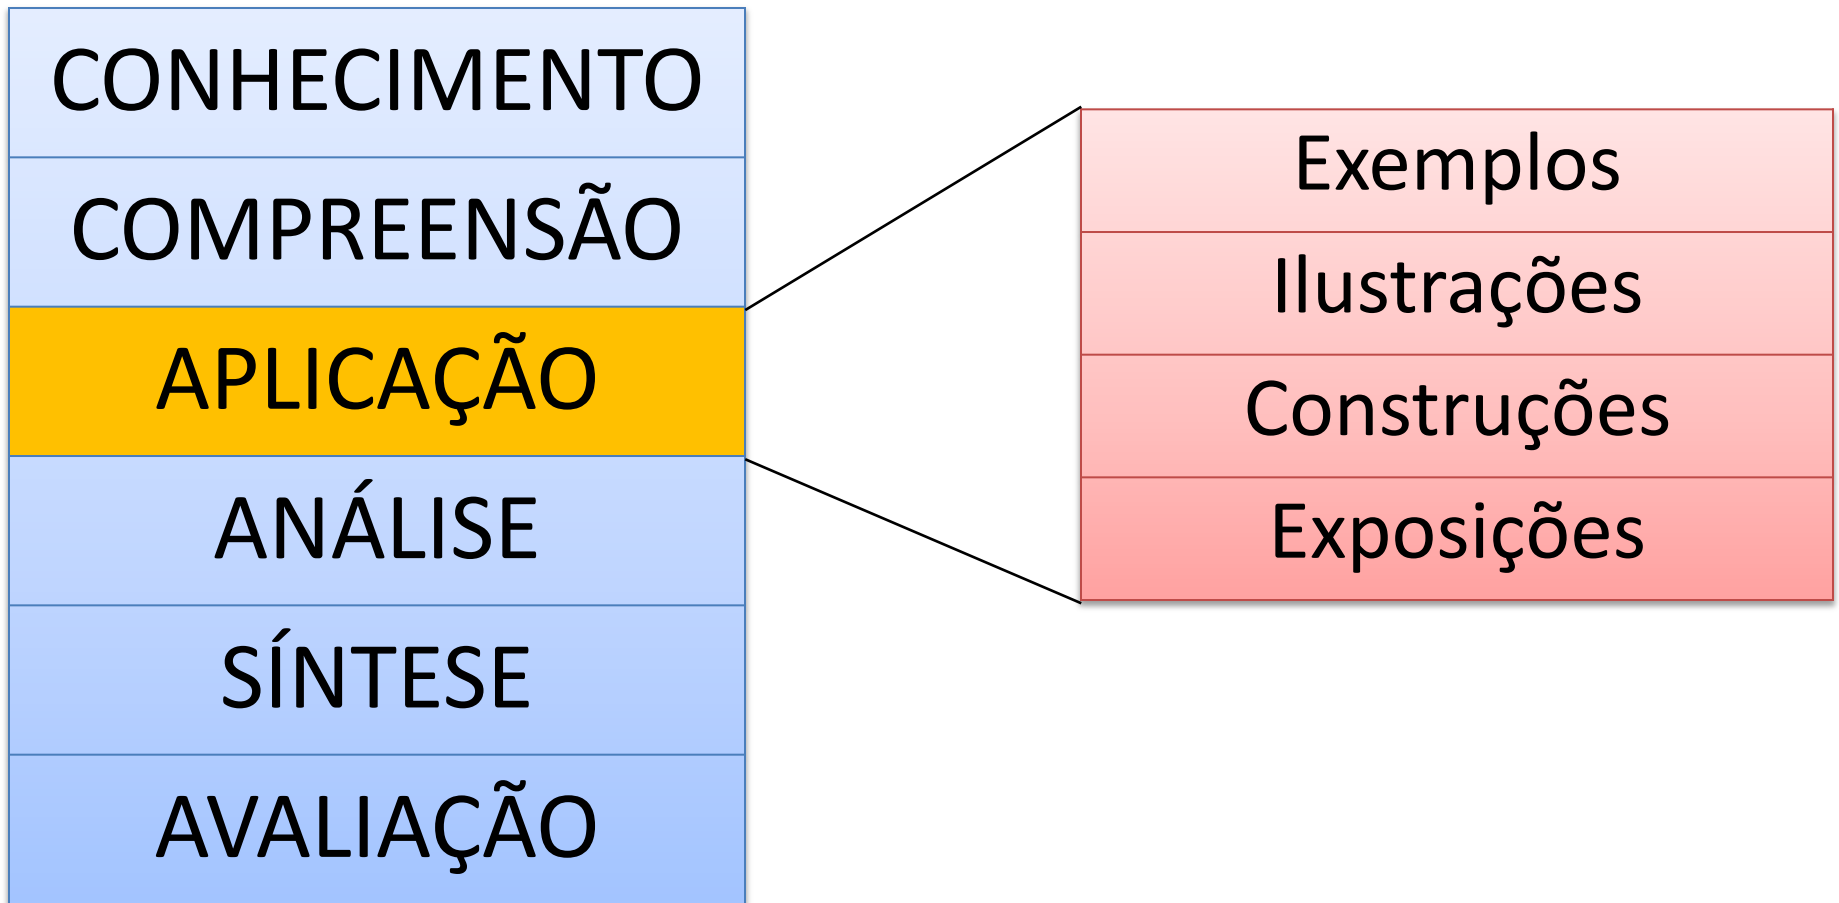 CONHECIMENTO
COMPREENSÃO
APLICAÇÃO
ANÁLISE
SÍNTESE
AVALIAÇÃO
Exemplos
Ilustrações
Construções
Exposições